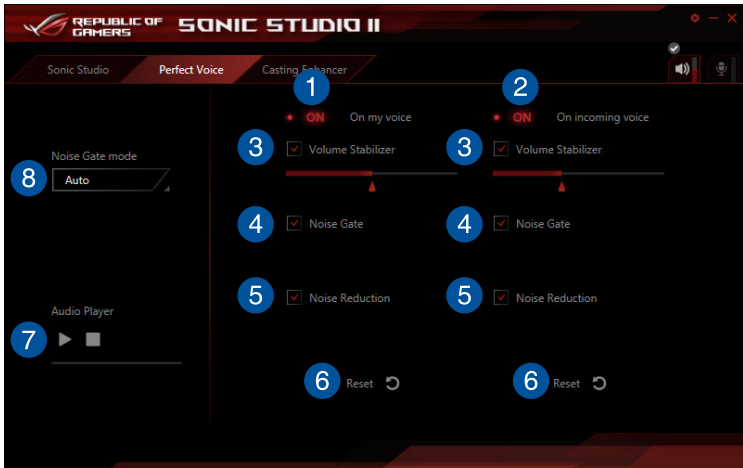 REPUBLIC OF
GAMERS
SONIC STUDIO II
Sonic Studio
Perfect Voice
Casting Enhancer
1
2
ON On my voice
ON On incoming voice
3 Volume Stabilizer
3 Volume Stabilizer
Noise Gate mode
8 Auto
4 Noise Gate
4 Noise Gate
5 Noise Reduction
5 Noise Reduction
Audio Player
7
6 Reset
6 Reset